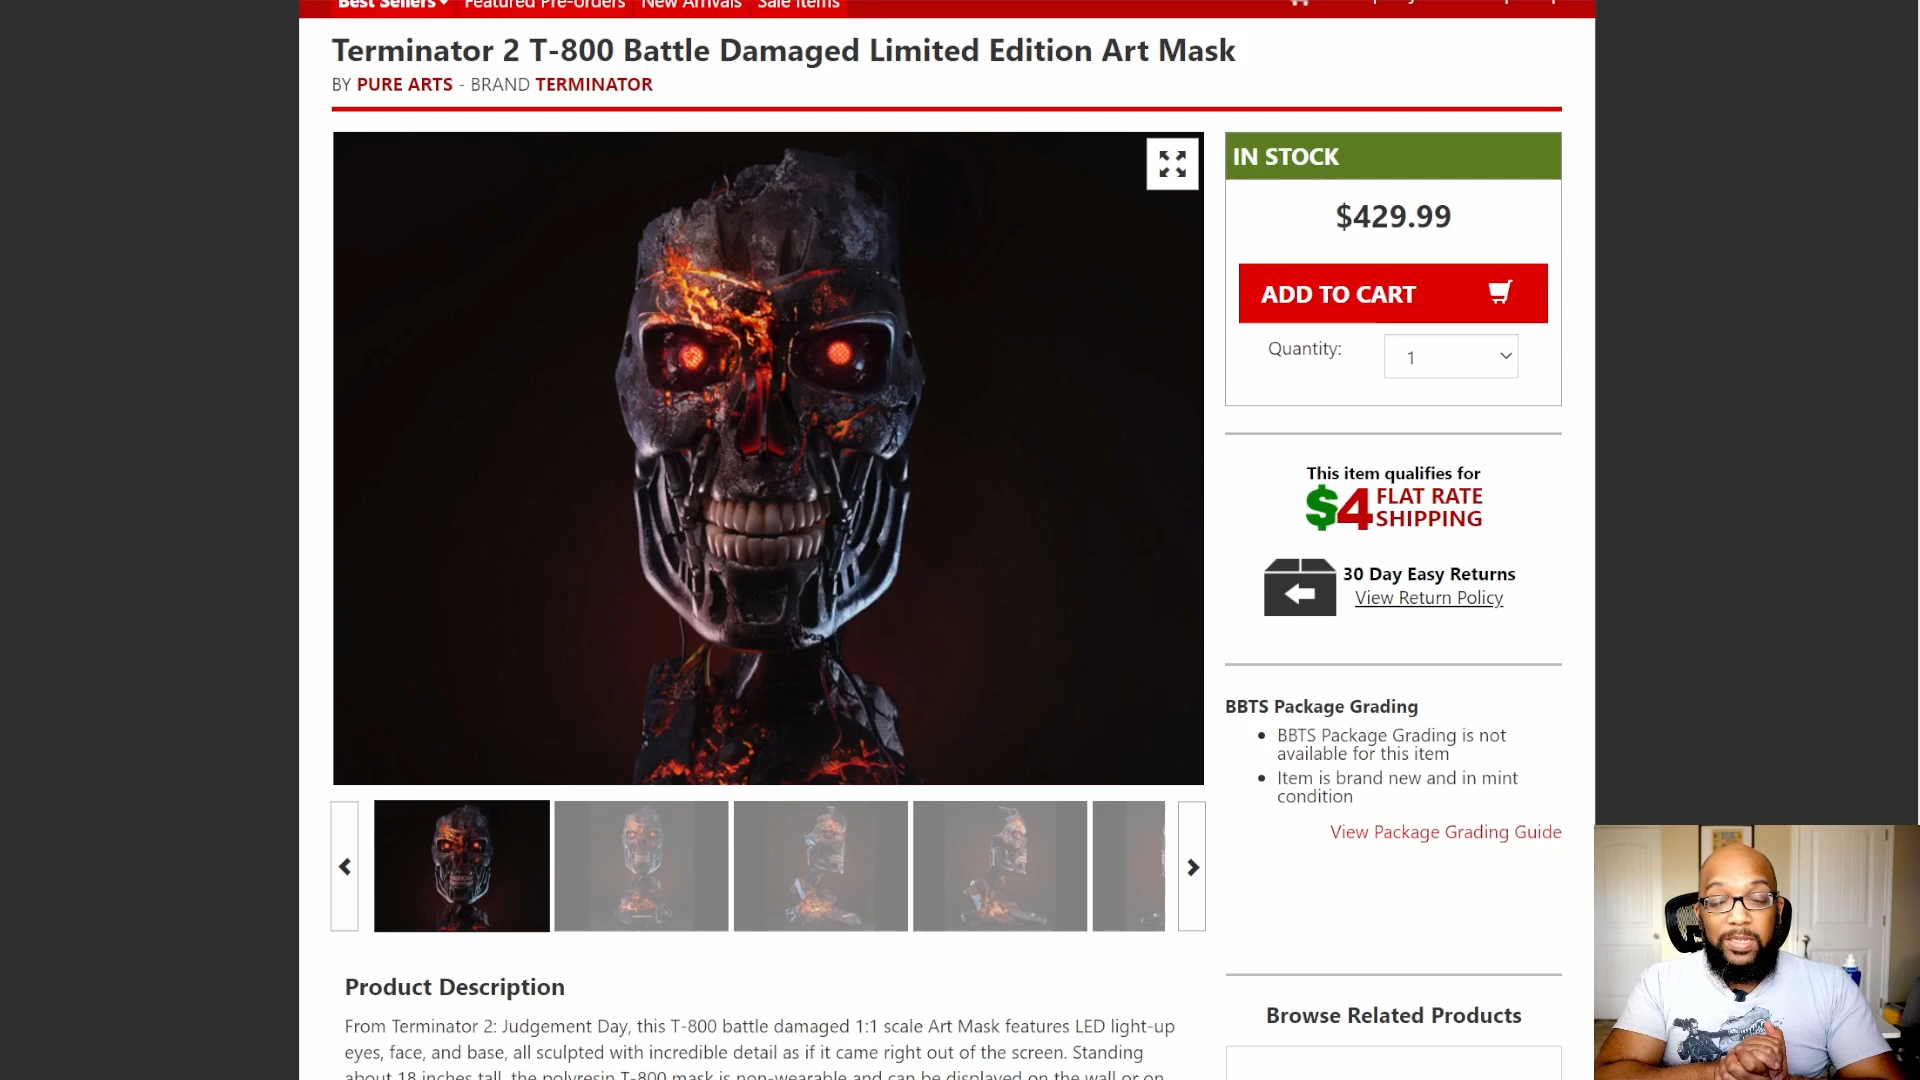 Best Sellers Featured Pre-orders New Arrivals Sale Items
Terminator 2 T-800 Battle Damaged Limited Edition Art Mask
BY PURE ARTS - BRAND TERMINATOR
IN STOCK
$429.99
ADD TO CART
Quantity:
1
This item qualifies for
$4 FLAT RATE
SHIPPING
30 Day Easy Returns
View Return Policy
BBTS Package Grading
BBTS Package Grading is not
available for this item
Item is brand new and in mint
condition
View Package Grading Guide
Product Description
From Terminator 2: Judgement Day, this T-800 battle damaged 1:1 scale Art Mask features LED light-up
eyes, face, and base, all sculpted with incredible detail as if it came right out of the screen. Standing
about 18 inches tall, the polyresin T-800 mask is non-wearable and can be displayed on the wall or on
Browse Related Products